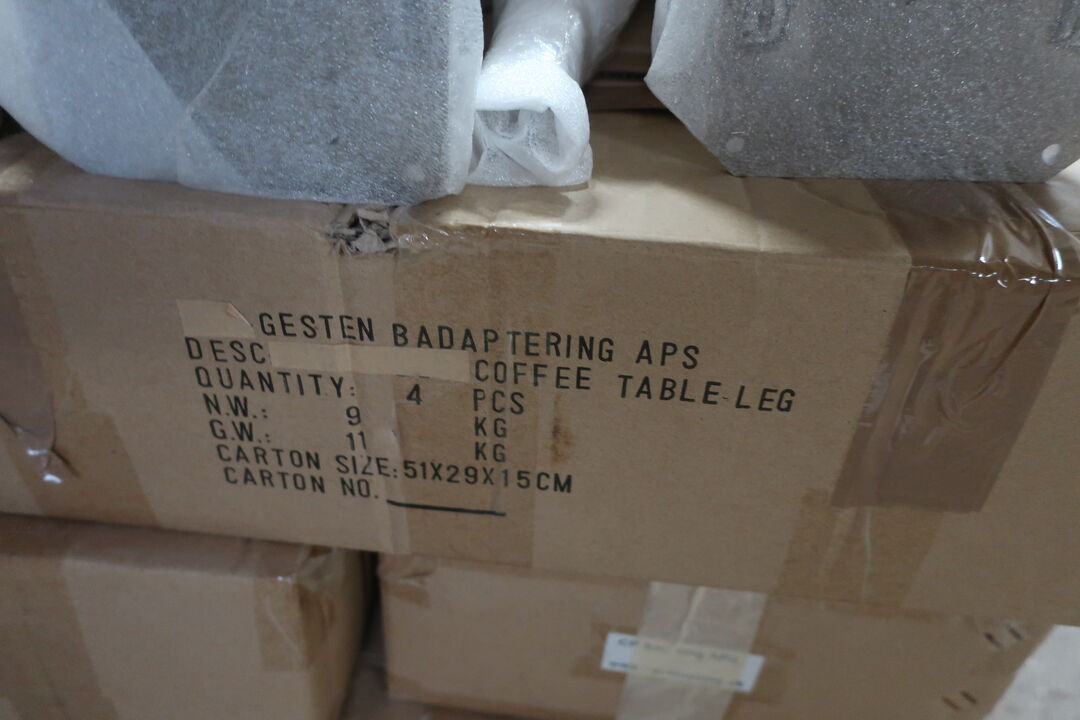 GESTEN BADAPTERING APS
DESC COFFEE TABLE LEG
QUANTITY: 4 PCS
N.W.: 9 KG
G.W.: 11 KG
CARTON SIZE: 51X29X15CM
CARTON NO.